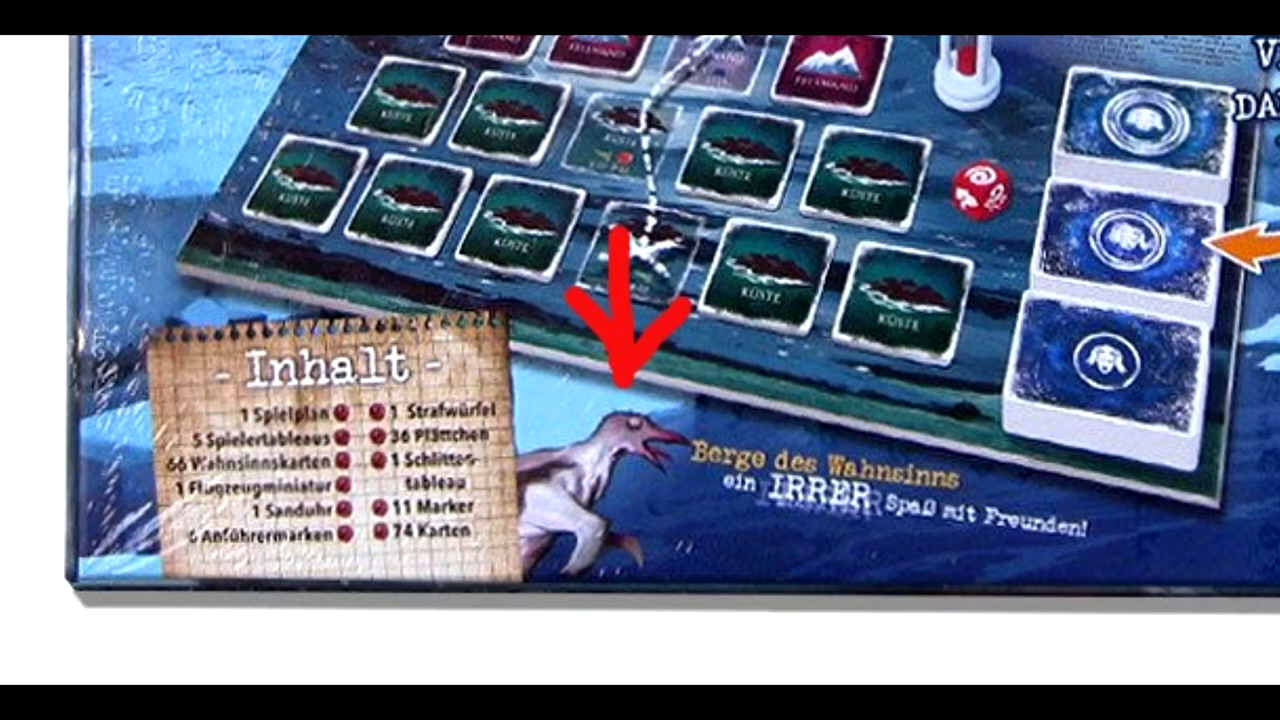 FELSWAND
KÜSTE
KÜSTE
KÜSTE
KÜSTE
KÜSTE
KÜSTE
KÜSTE
KÜSTE
KÜSTE
KÜSTE
- Inhalt -
1 Spielplan
5 Spielertableaus
66 Wahnsinnskarten
1 Flugzeugminiatur
1 Sanduhr
6 Anführermarken
1 Strafwürfel
36 Plättchen
1 Schlitten-
tableau
11 Marker
74 Karten
Berge des Wahnsinns
ein IRRER Spaß mit Freunden!